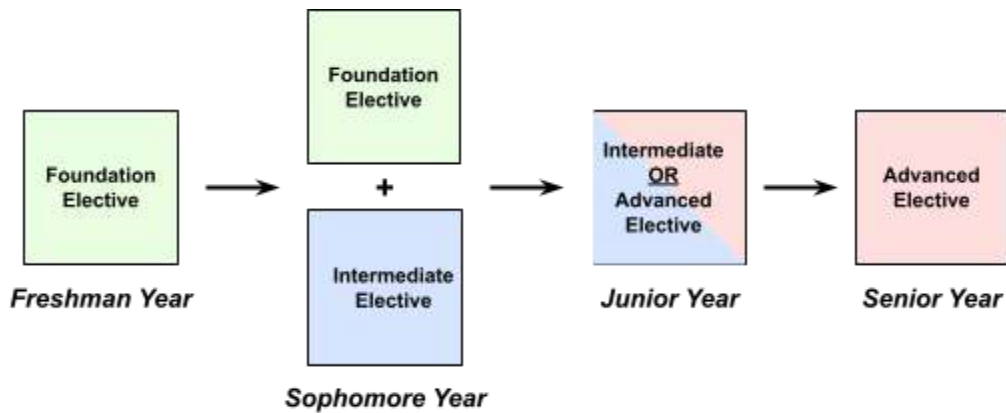 Foundation
Elective
Freshman Year
Foundation
Elective
+
Intermediate
Elective
Sophomore Year
Intermediate
OR
Advanced
Elective
Junior Year
Advanced
Elective
Senior Year